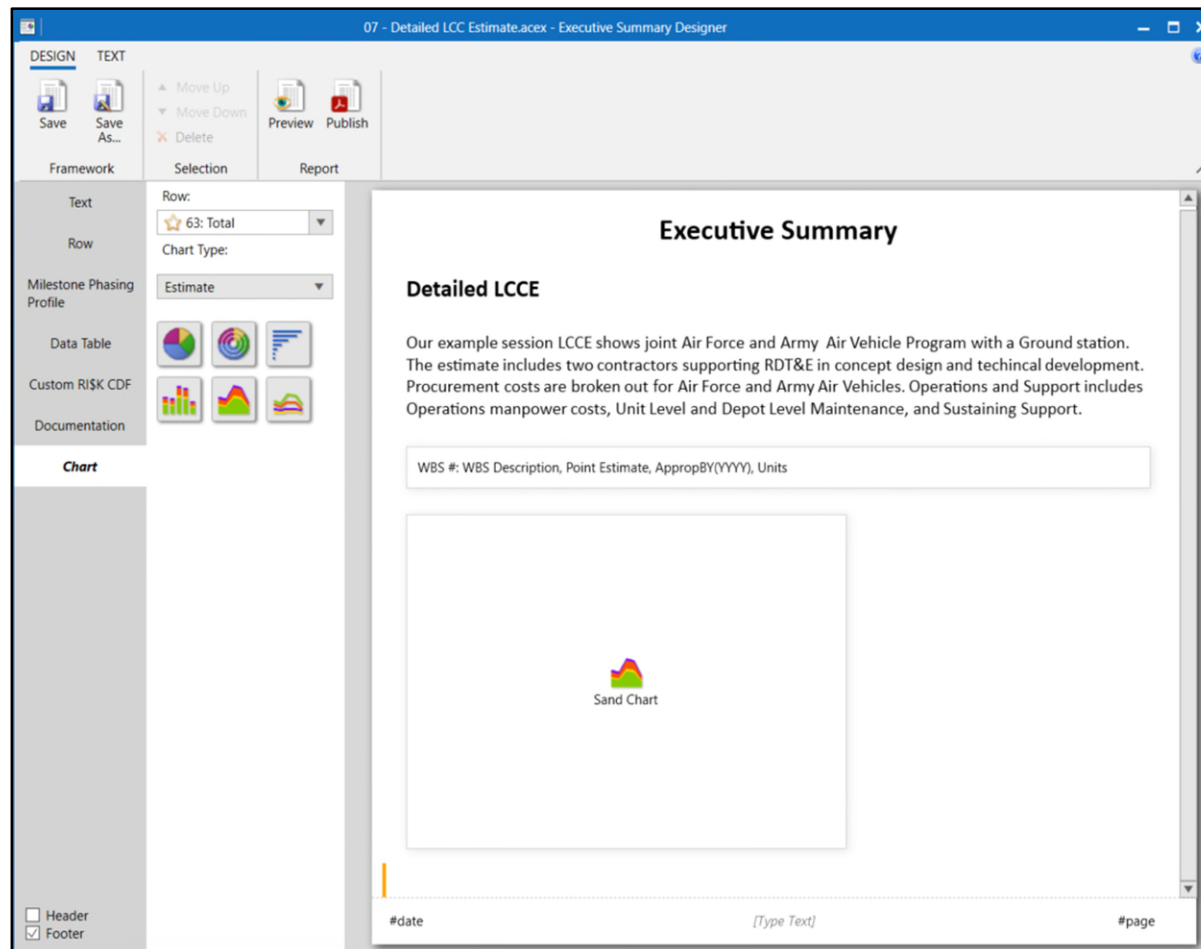 07 - Detailed LCC Estimate.acex - Executive Summary Designer
DESIGN TEXT
Save
Save As...
Framework
Move Up
Move Down
Delete
Selection
Preview
Publish
Report
Text
Row
Milestone Phasing
Profile
Data Table
Custom RI$K CDF
Documentation
Chart
Header
Footer
Row:
63: Total
Chart Type:
Estimate
Executive Summary
Detailed LCCE
Our example session LCCE shows joint Air Force and Army Air Vehicle Program with a Ground station.
The estimate includes two contractors supporting RDT&E in concept design and techincal development.
Procurement costs are broken out for Air Force and Army Air Vehicles. Operations and Support includes
Operations manpower costs, Unit Level and Depot Level Maintenance, and Sustaining Support.
WBS #: WBS Description, Point Estimate, AppropBY(YYYY), Units
Sand Chart
#date [Type Text] #page